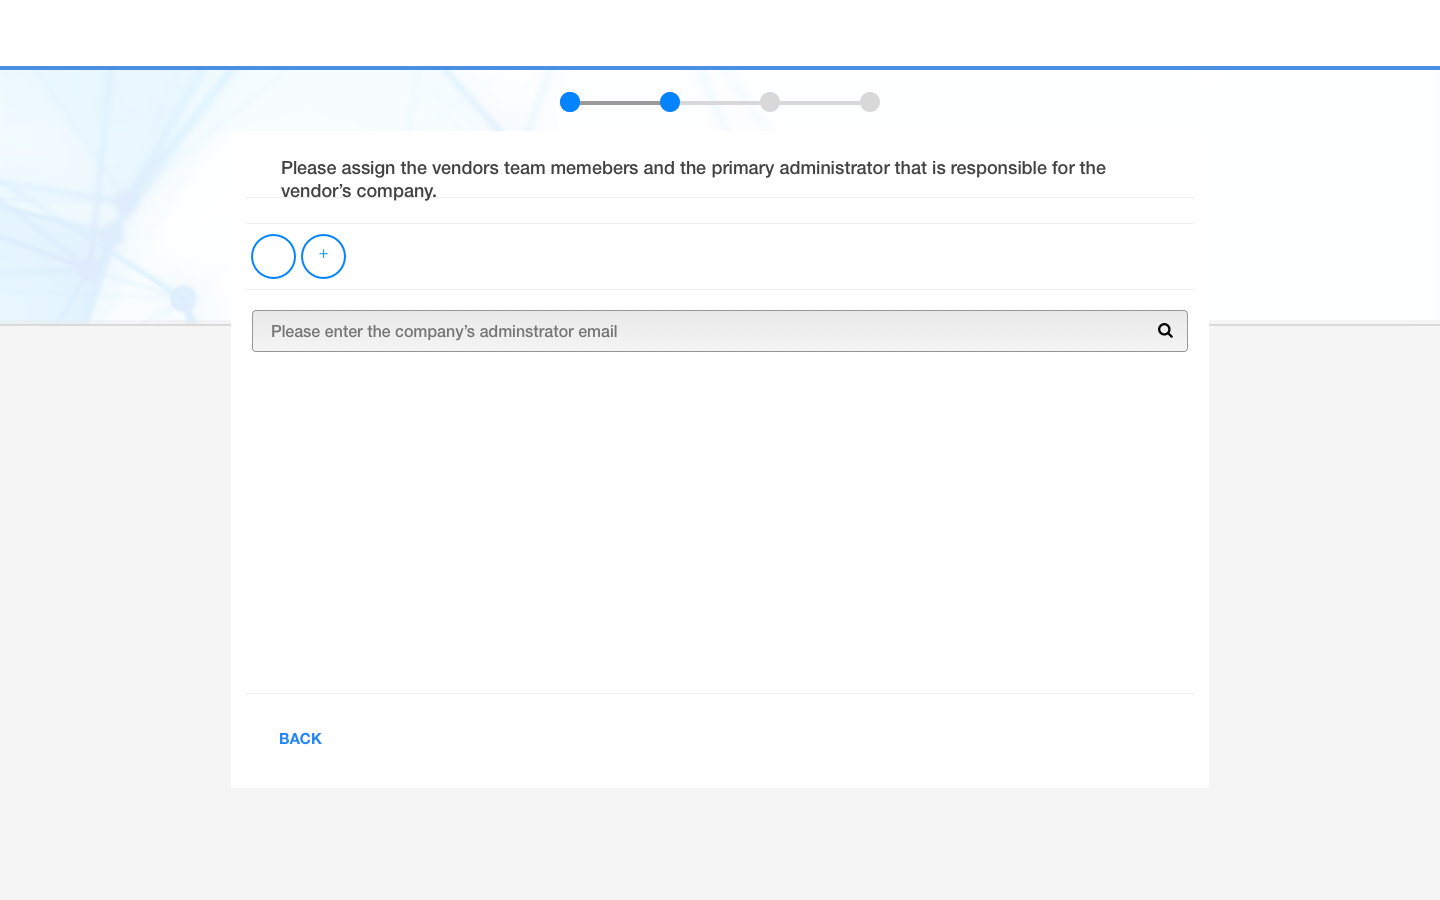 Please assign the vendors team memebers and the primary administrator that is responsible for the
vendor’s company.
+
Please enter the company’s adminstrator email
BACK